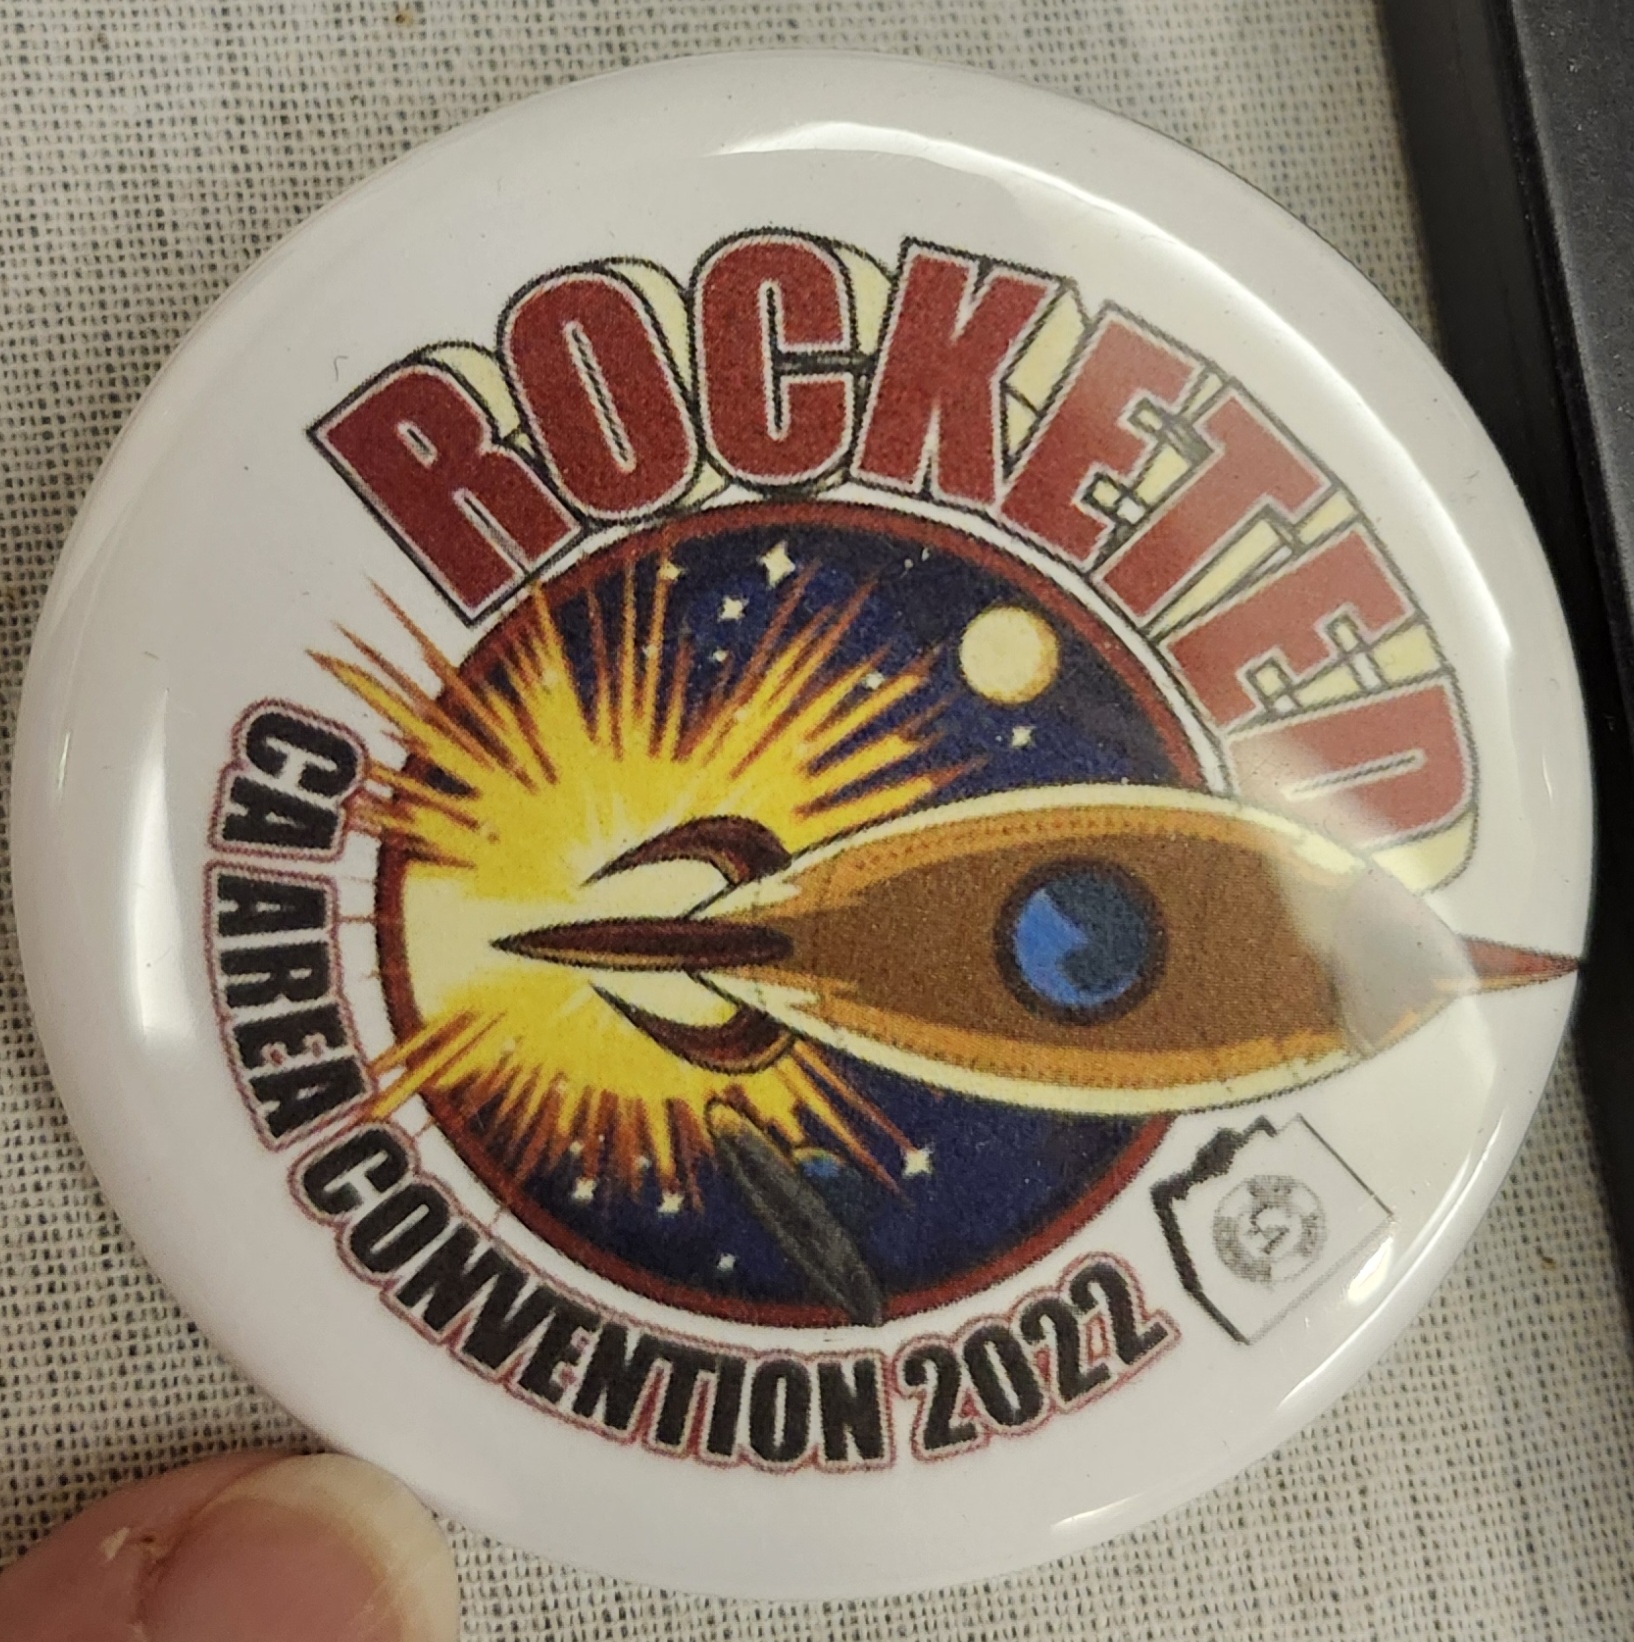 ROCKETED
CA AREA CONVENTION 2022